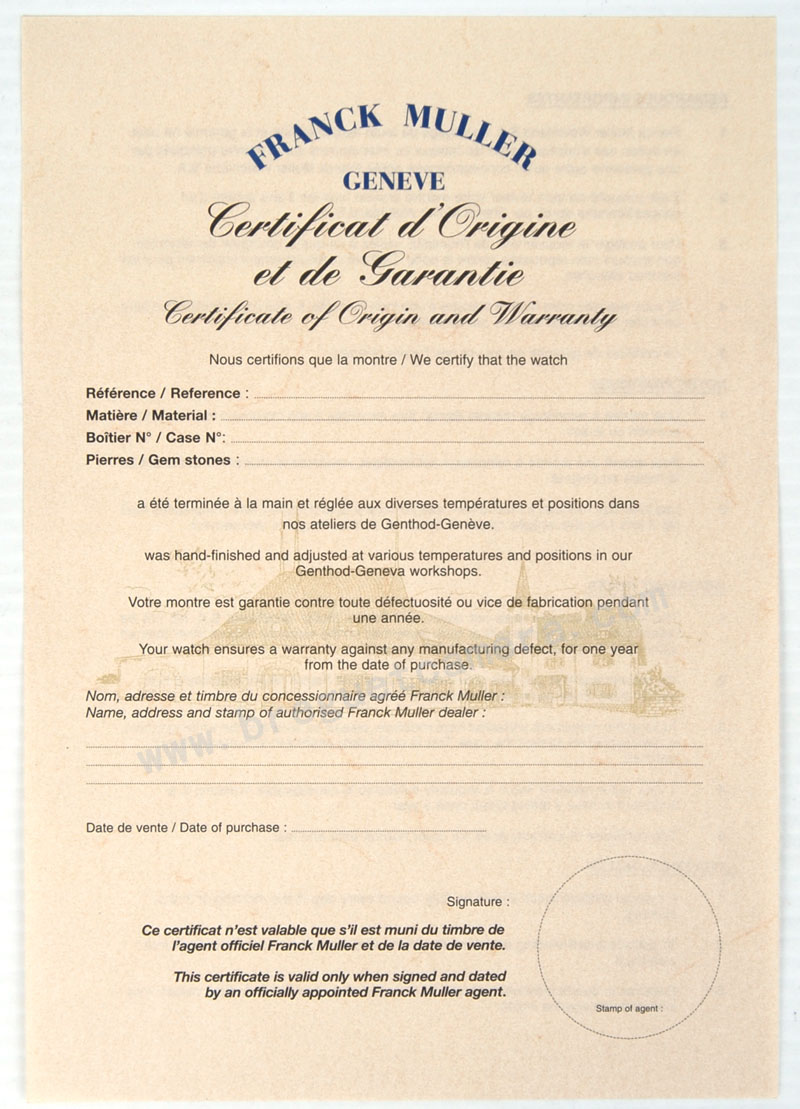 FRANCK MULLER
GENEVE
Certificat d'Origine
et de Garantie
Certificate of Origin and Warranty
Nous certifions que la montre / We certify that the watch
Référence / Reference :
Matière / Material :
Boîtier N° / Case N°:
Pierres / Gem stones :
a été terminée à la main et réglée aux diverses températures et positions dans
nos ateliers de Genthod-Genève.
was hand-finished and adjusted at various temperatures and positions in our
Genthod-Geneva workshops.
Votre montre est garantie contre toute défectuosité ou vice de fabrication pendant
une année.
Your watch ensures a warranty against any manufacturing defect, for one year
from the date of purchase.
Nom, adresse et timbre du concessionnaire agréé Franck Muller :
Name, address and stamp of authorised Franck Muller dealer :
Date de vente / Date of purchase :
Signature :
Ce certificat n'est valable que s'il est muni du timbre de
l'agent officiel Franck Muller et de la date de vente.
This certificate is valid only when signed and dated
by an officially appointed Franck Muller agent.
Stamp of agent :